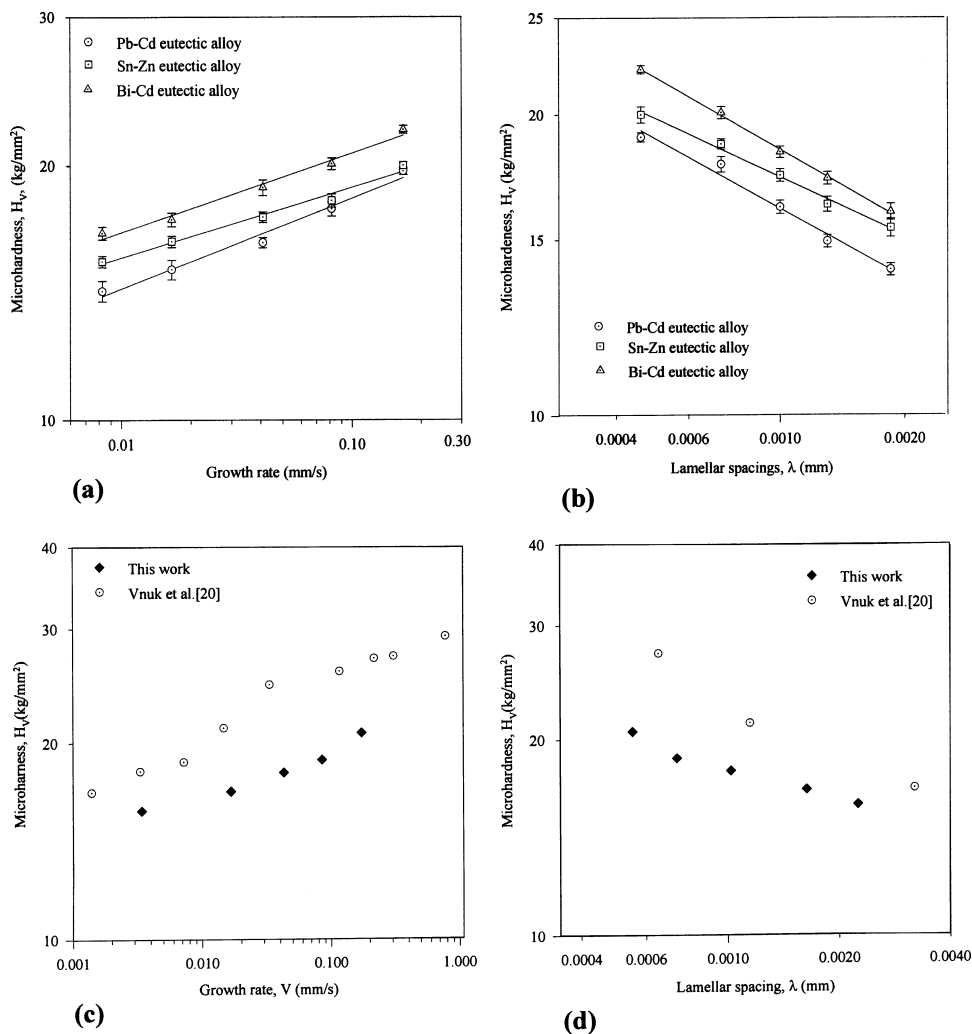 30
Pb-Cd eutectic alloy
Sn-Zn eutectic alloy
Bi-Cd eutectic alloy
20
10
Microhardness, Hv, (kg/mm²)
0.01
0.10
0.30
Growth rate (mm/s)
(a)
25
20
15
10
Microhardeness, Hv (kg/mm²)
Pb-Cd eutectic alloy
Sn-Zn eutectic alloy
Bi-Cd eutectic alloy
0.0004
0.0006
0.0010
0.0020
Lamellar spacings, λ (mm)
(b)
40
This work
Vnuk et al.[20]
30
20
10
Microharness, Hv(kg/mm²)
0.001
0.010
0.100
1.000
Growth rate, V (mm/s)
(c)
40
This work
Vnuk et al.[20]
30
20
10
Microhardness, Hv(kg/mm²)
0.0004
0.0006
0.0010
0.0020
0.0040
Lamellar spacing, λ (mm)
(d)